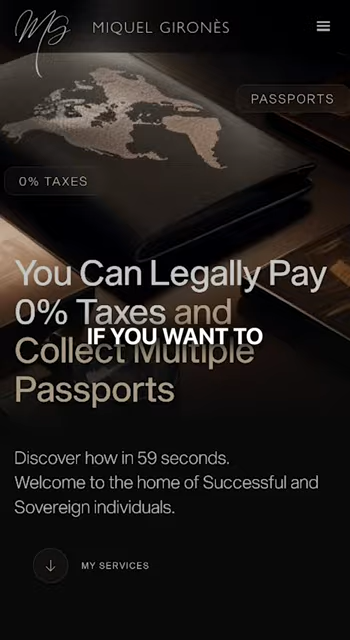 MG MIQUEL GIRONÈS
PASSPORTS
0% TAXES
You Can Legally Pay
0% Taxes and
IF YOU WANT TO
Collect Multiple
Passports
Discover how in 59 seconds.
Welcome to the home of Successful and
Sovereign individuals.
MY SERVICES